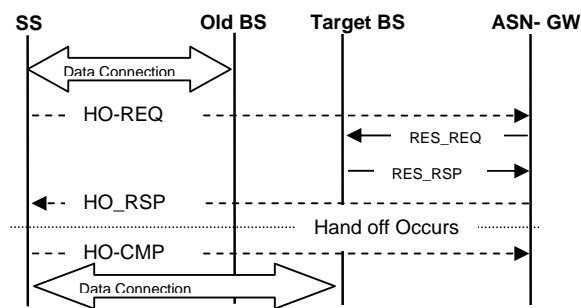 SS Old BS Target BS ASN- GW
Data Connection
HO-REQ
RES_REQ
RES_RSP
HO_RSP
Hand off Occurs
HO-CMP
Data Connection